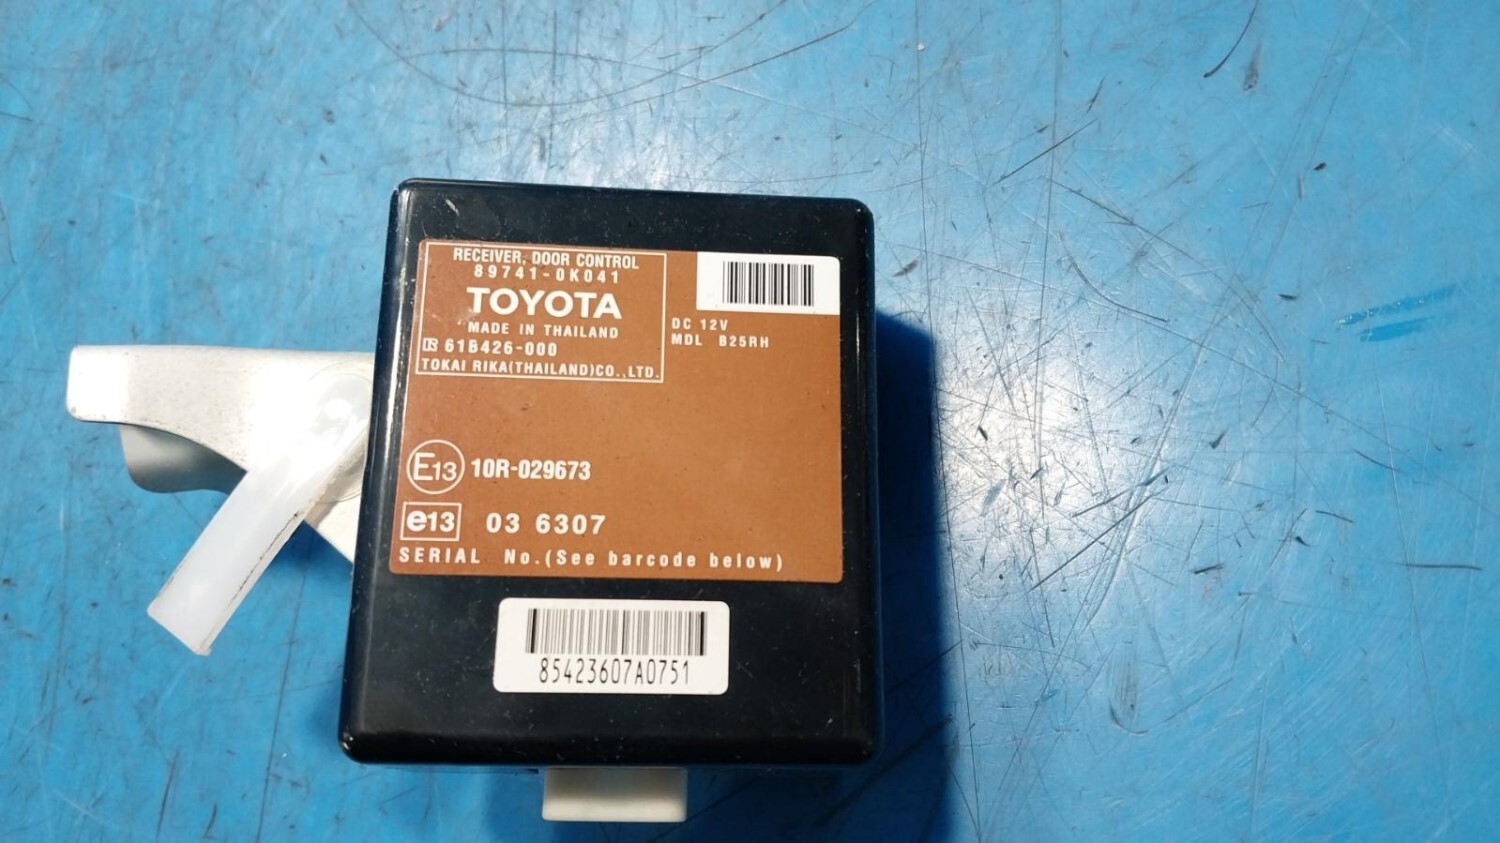 RECEIVER, DOOR CONTROL
89741-0K041
TOYOTA
MADE IN THAILAND
61B426-000
TOKAI RIKA(THAILAND)CO.,LTD.
DC 12V
MDL B25RH
E13 10R-029673
e13 03 6307
SERIAL No.(See barcode below)
85423607A0751